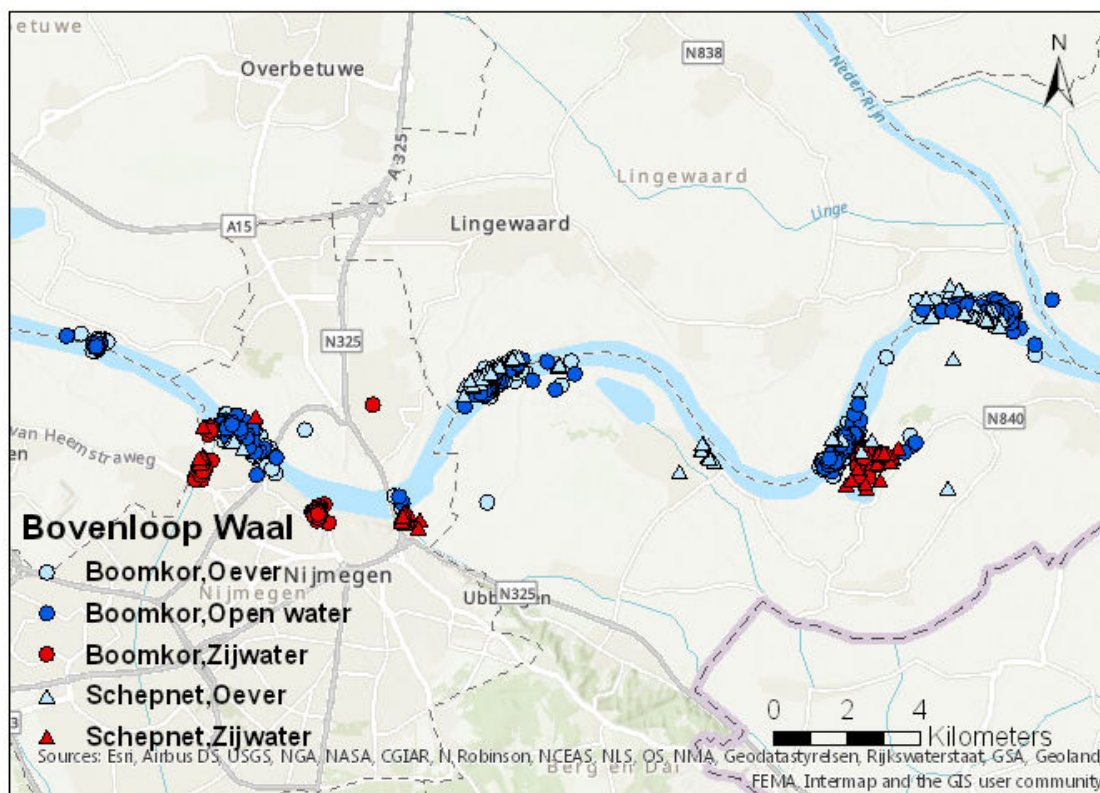 betuwe
Overbetuwe
N838
N
Neder-Rijn
A 325
Lingewaard
Linge
A15
Lingewaard
N325
N840
van Heemstraweg
en
Bovenloop Waal
Boomkor,Oever
Nijmegen
Nijmegen
Boomkor,Open water
N325
Boomkor,Zijwater
Schepnet,Oever
0 2 4
Kilometers
Schepnet,Zijwater
Sources: Esri, Airbus DS, USGS, NGA, NASA, CGIAR, N Robinson, NCEAS, NLS, OS, NMA, Geodatastyrelsen, Rijkswaterstaat, GSA, Geoland,
Berg en Dal
FEMA, Intermap and the GIS user community